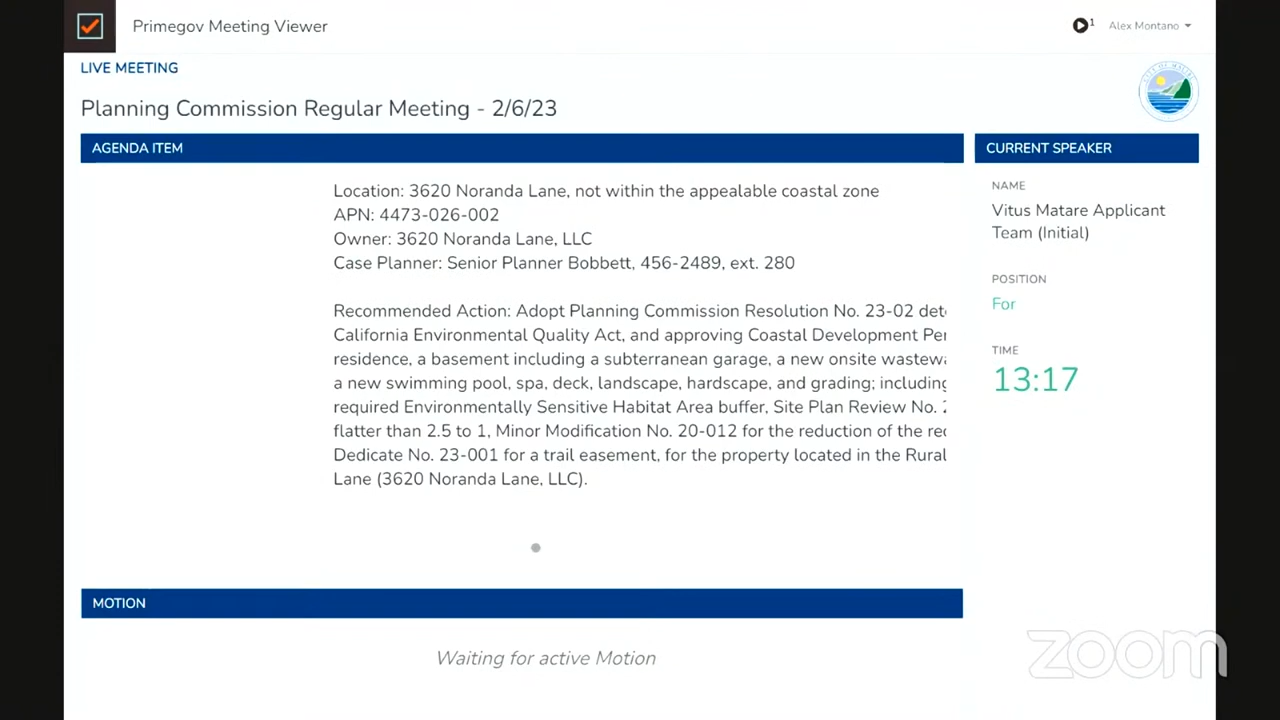 Primegov Meeting Viewer
1
Alex Montano
LIVE MEETING
Planning Commission Regular Meeting - 2/6/23
AGENDA ITEM
Location: 3620 Noranda Lane, not within the appealable coastal zone
APN: 4473-026-002
Owner: 3620 Noranda Lane, LLC
Case Planner: Senior Planner Bobbett, 456-2489, ext. 280
Recommended Action: Adopt Planning Commission Resolution No. 23-02
California Environmental Quality Act, and approving Coastal Development
residence, a basement including a subterranean garage, a new onsite
a new swimming pool, spa, deck, landscape, hardscape, and grading; including
required Environmentally Sensitive Habitat Area buffer, Site Plan Review No.
flatter than 2.5 to 1, Minor Modification No. 20-012 for the reduction of the
Dedicate No. 23-001 for a trail easement, for the property located in the Rural
Lane (3620 Noranda Lane, LLC).
MOTION
Waiting for active Motion
CURRENT SPEAKER
NAME
Vitus Matare Applicant
Team (Initial)
POSITION
For
TIME
13:17
zoom